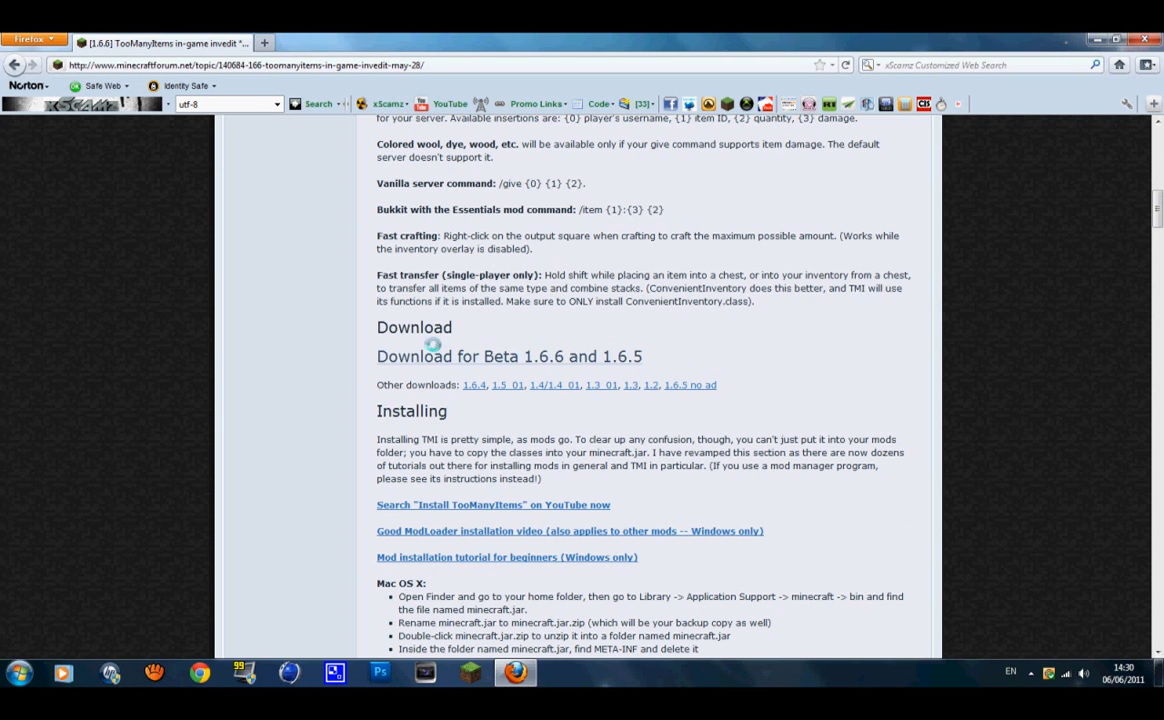 Firefox
[1.6.6] TooManyItems in-game invedit *...
http://www.minecraftforum.net/topic/140684-166-toomanyitems-in-game-invedit-may-28/
xScamz Customized Web Search
Norton
Safe Web
Identity Safe
XSCAMZ
utf-8
Search
xScamz
YouTube
Promo Links
Code
[33]
for your server. Available insertions are: {0} player's username, {1} item ID, {2} quantity, {3} damage.
Colored wool, dye, wood, etc. will be available only if your give command supports item damage. The default
server doesn't support it.
Vanilla server command: /give {0} {1} {2}.
Bukkit with the Essentials mod command: /item {1}:{3} {2}
Fast crafting: Right-click on the output square when crafting to craft the maximum possible amount. (Works while
the inventory overlay is disabled).
Fast transfer (single-player only): Hold shift while placing an item into a chest, or into your inventory from a chest,
to transfer all items of the same type and combine stacks. (ConvenientInventory does this better, and TMI will use
its functions if it is installed. Make sure to ONLY install ConvenientInventory.class).
Download
Download for Beta 1.6.6 and 1.6.5
Other downloads: 1.6.4, 1.5_01, 1.4/1.4_01, 1.3_01, 1.3, 1.2, 1.6.5 no ad
Installing
Installing TMI is pretty simple, as mods go. To clear up any confusion, though, you can't just put it into your mods
folder; you have to copy the classes into your minecraft.jar. I have revamped this section as there are now dozens
of tutorials out there for installing mods in general and TMI in particular. (If you use a mod manager program,
please see its instructions instead!)
Search "Install TooManyItems" on YouTube now
Good ModLoader installation video (also applies to other mods -- Windows only)
Mod installation tutorial for beginners (Windows only)
Mac OS X:
• Open Finder and go to your home folder, then go to Library -> Application Support -> minecraft -> bin and find
the file named minecraft.jar.
• Rename minecraft.jar to minecraft.jar.zip (which will be your backup copy as well)
• Double-click minecraft.jar.zip to unzip it into a folder named minecraft.jar
• Inside the folder named minecraft.jar, find META-INF and delete it
99
Ps
EN
14:30
06/06/2011